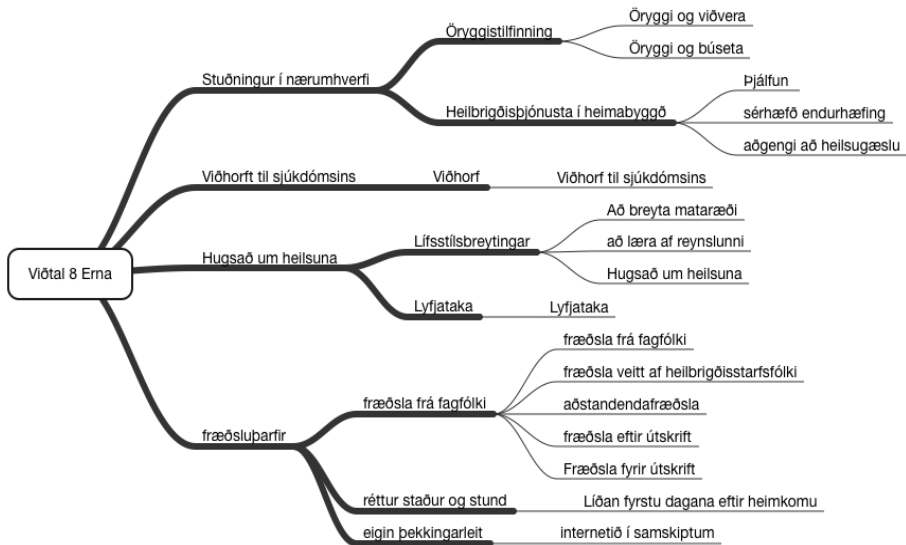 Viðtal 8 Erna
Stuðningur í nærumhverfi
Öryggistilfinning
Öryggi og viðvera
Öryggi og búseta
Heilbrigðisþjónusta í heimabyggð
Þjálfun
sérhæfð endurhæfing
aðgengi að heilsugæslu
Viðhorft til sjúkdómsins
Viðhorf
Viðhorf til sjúkdómsins
Hugsað um heilsuna
Lífsstílsbreytingar
Að breyta mataræði
að læra af reynslunni
Hugsað um heilsuna
Lyfjataka
Lyfjataka
fræðsluþarfir
fræðsla frá fagfólki
fræðsla frá fagfólki
fræðsla veitt af heilbrigðisstarfsfólki
aðstandendafræðsla
fræðsla eftir útskrift
Fræðsla fyrir útskrift
réttur staður og stund
Líðan fyrstu dagana eftir heimkomu
eigin þekkingarleit
internetið í samskiptum